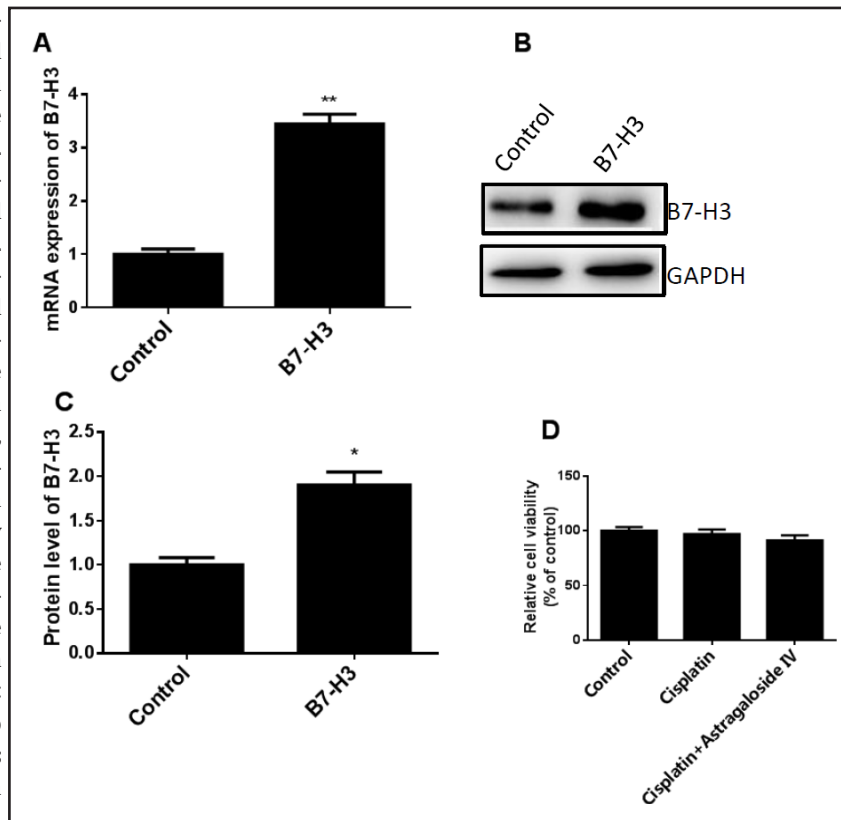 A
mRNA expression of B7-H3
4
3
2
1
0
**
Control
B7-H3
B
Control
B7-H3
B7-H3
GAPDH
C
Protein level of B7-H3
2.5
2.0
1.5
1.0
0.5
0.0
*
Control
B7-H3
D
Relative cell viability
(% of control)
150
100
50
0
Control
Cisplatin
Cisplatin+Astragaloside IV